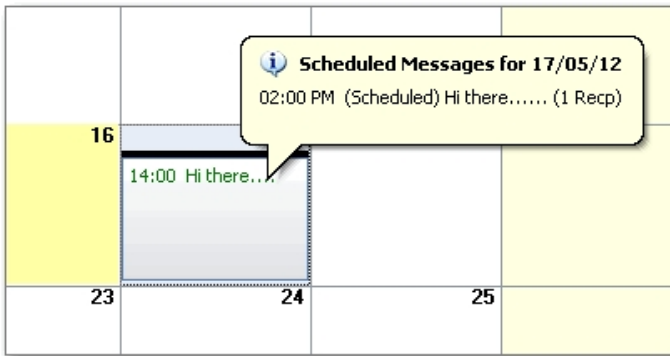 Scheduled Messages for 17/05/12
02:00 PM (Scheduled) Hi there...... (1 Recp)
16
14:00 Hi there....
23 24 25